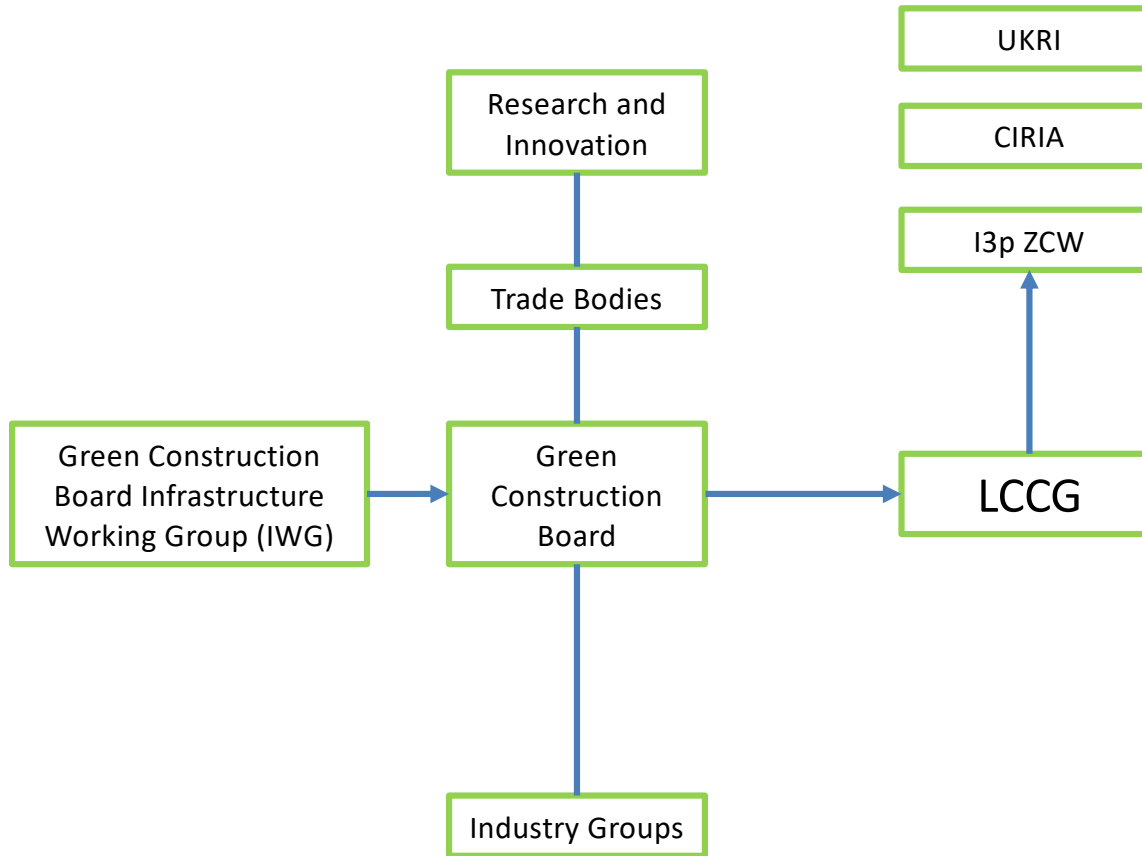 UKRI
Research and
Innovation
CIRIA
I3p ZCW
Trade Bodies
Green Construction
Board Infrastructure
Working Group (IWG)
Green
Construction
Board
LCCG
Industry Groups